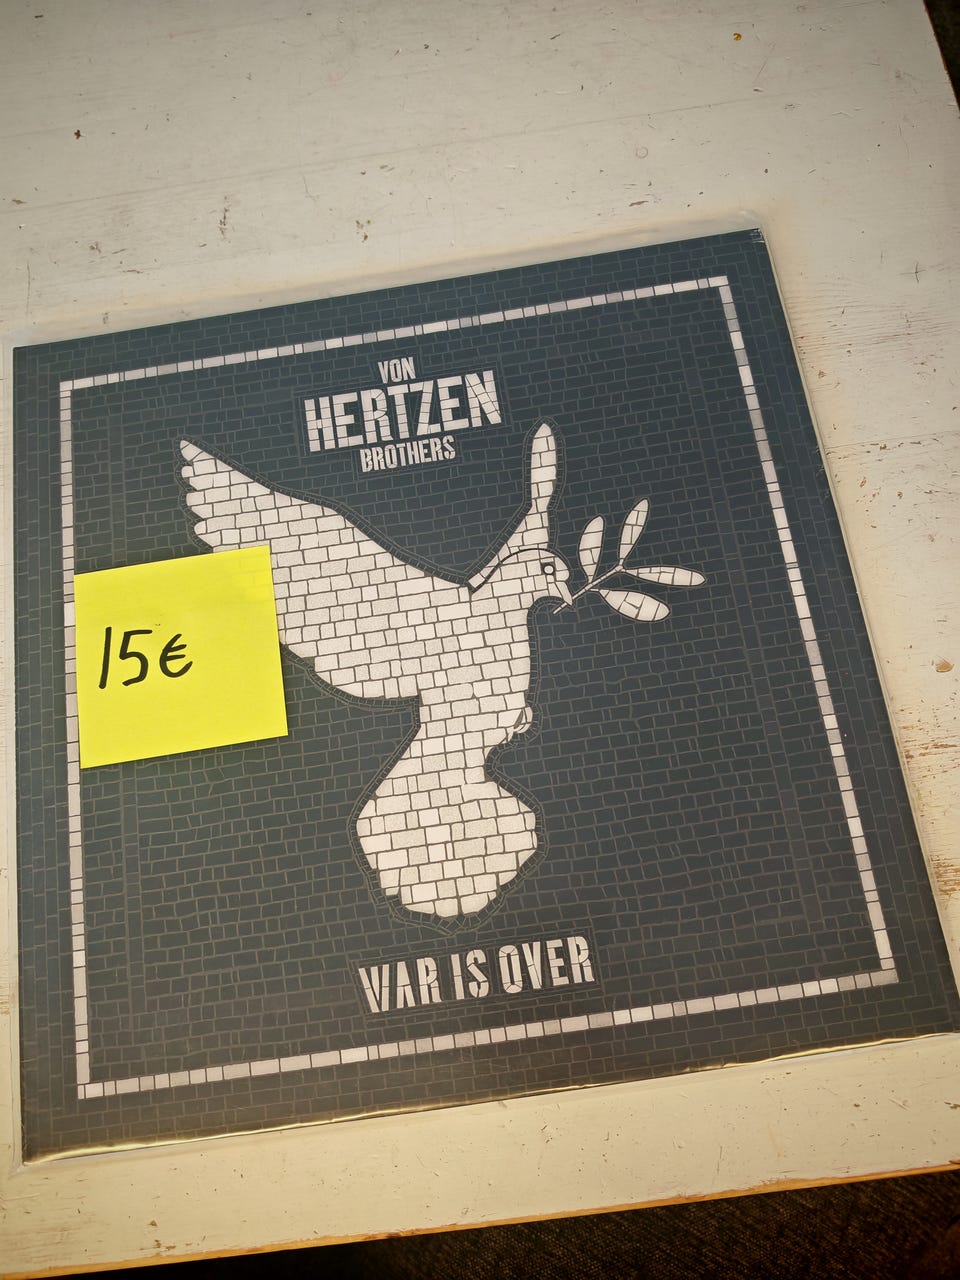 VON
HERTZEN
BROTHERS
15€
WAR IS OVER